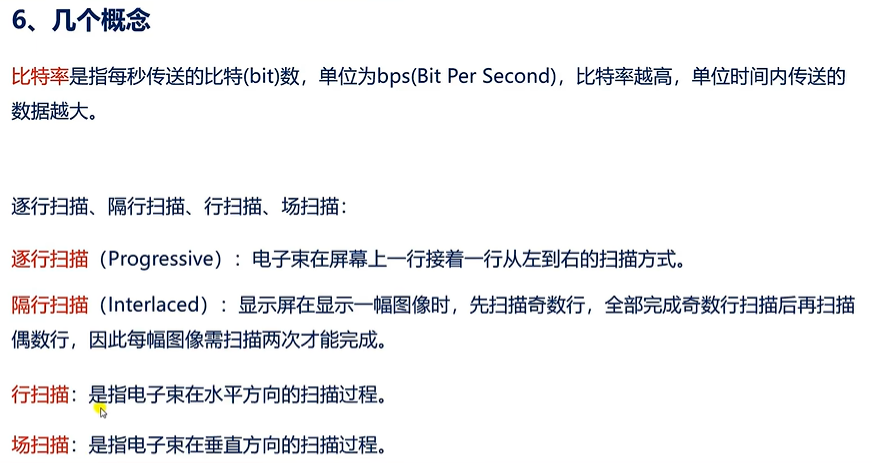 6、几个概念
比特率是指每秒传送的比特(bit)数，单位为bps(Bit Per Second)，比特率越高，单位时间内传送的
数据越大。
逐行扫描、隔行扫描、行扫描、场扫描：
逐行扫描（Progressive）：电子束在屏幕上一行接着一行从左到右的扫描方式。
隔行扫描（Interlaced）：显示屏在显示一幅图像时，先扫描奇数行，全部完成奇数行扫描后再扫描
偶数行，因此每幅图像需扫描两次才能完成。
行扫描：是指电子束在水平方向的扫描过程。
场扫描：是指电子束在垂直方向的扫描过程。